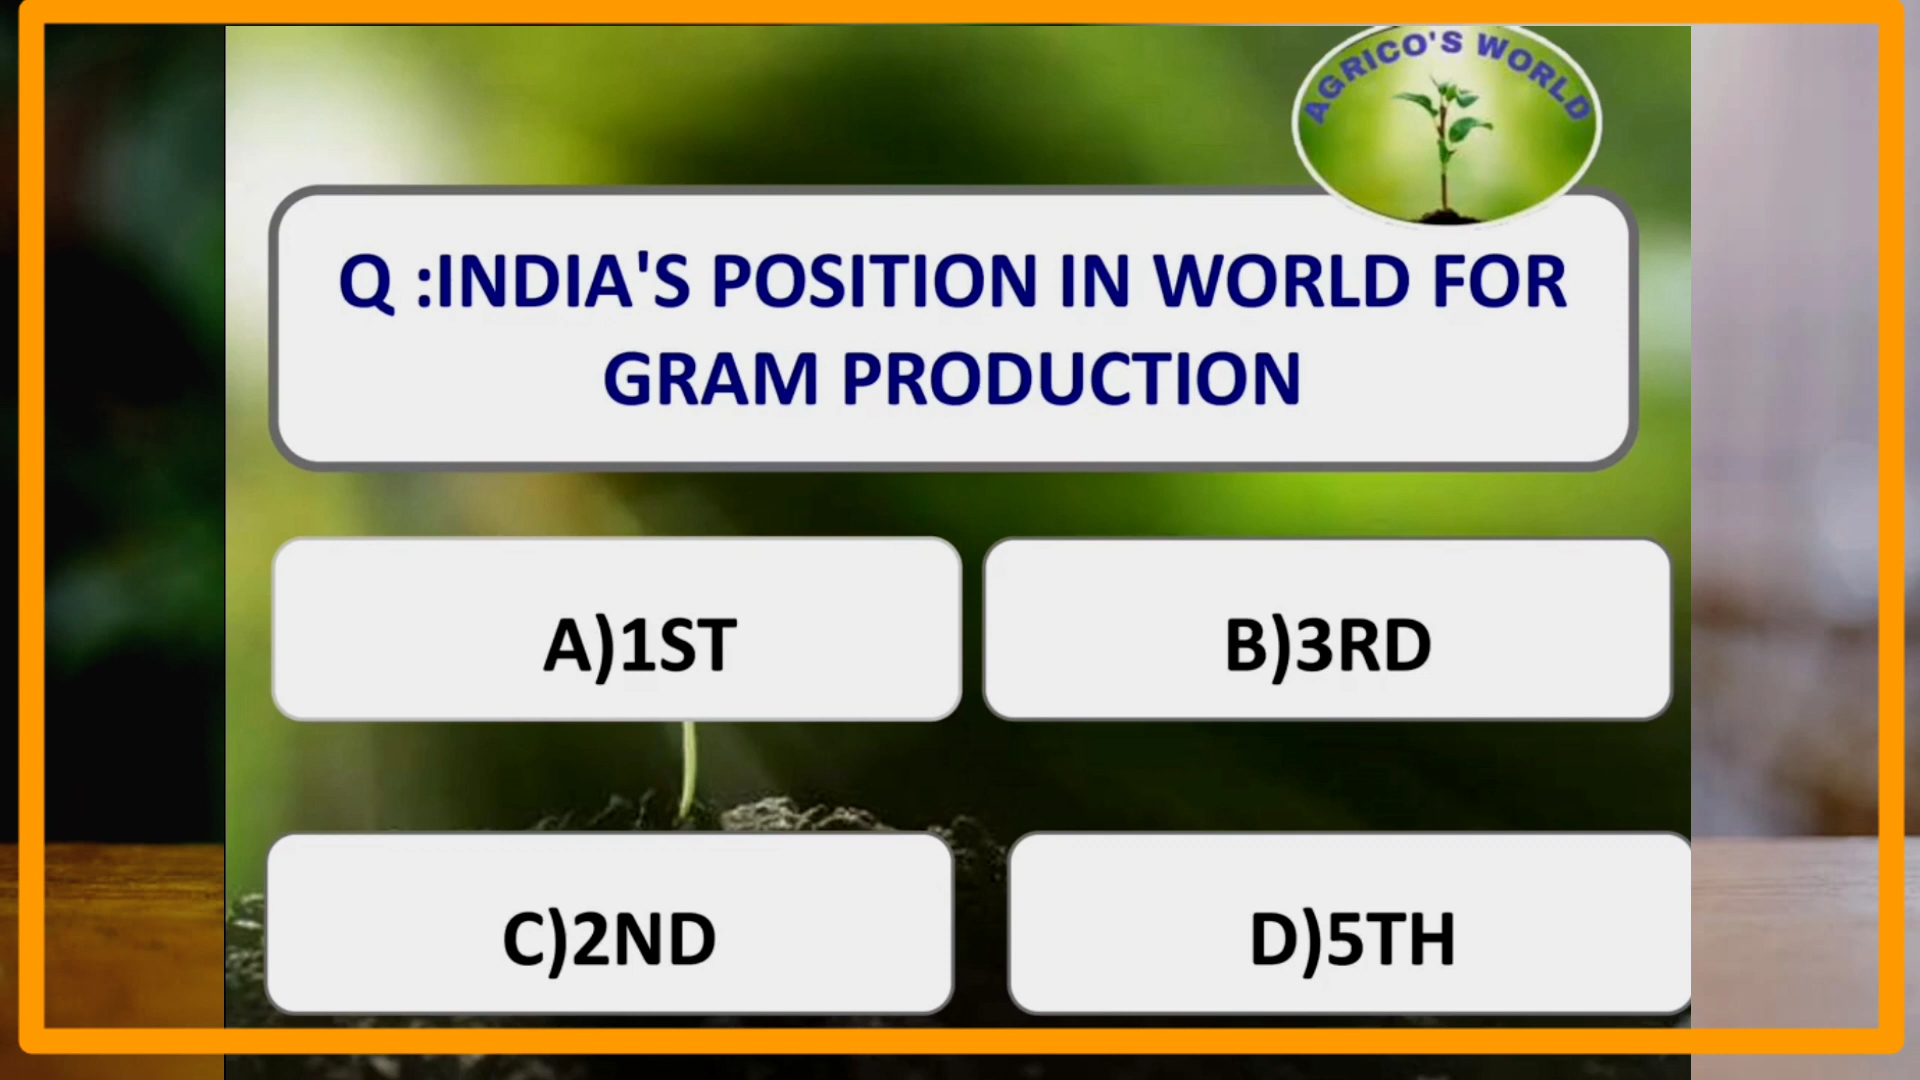 AGRICO'S WORLD
Q :INDIA'S POSITION IN WORLD FOR
GRAM PRODUCTION
A)1ST
B)3RD
C)2ND
D)5TH